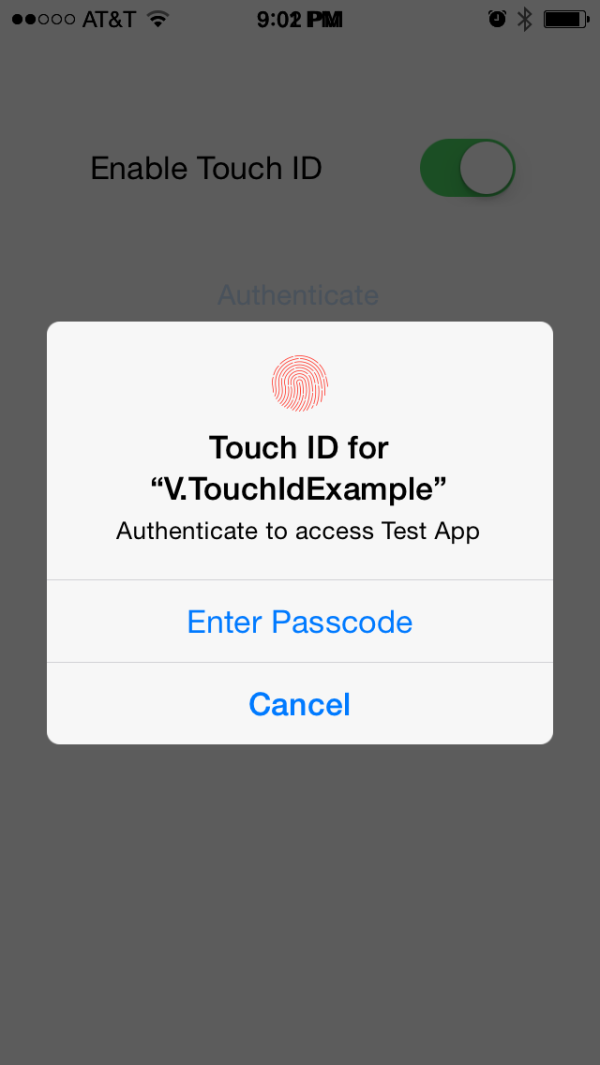 AT&T 9:02 PM
Enable Touch ID
Authenticate
Touch ID for
“V.TouchIdExample”
Authenticate to access Test App
Enter Passcode
Cancel